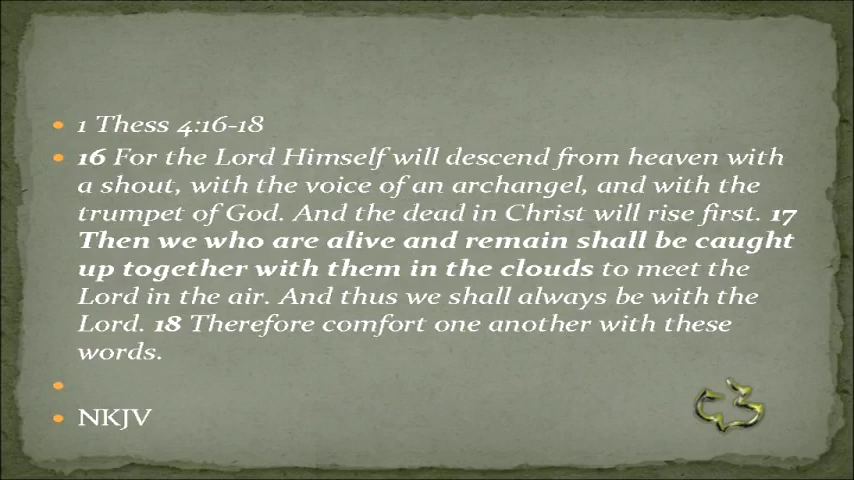 1 Thess 4:16-18
16 For the Lord Himself will descend from heaven with
a shout, with the voice of an archangel, and with the
trumpet of God. And the dead in Christ will rise first. 17
Then we who are alive and remain shall be caught
up together with them in the clouds to meet the
Lord in the air. And thus we shall always be with the
Lord. 18 Therefore comfort one another with these
words.
NKJV